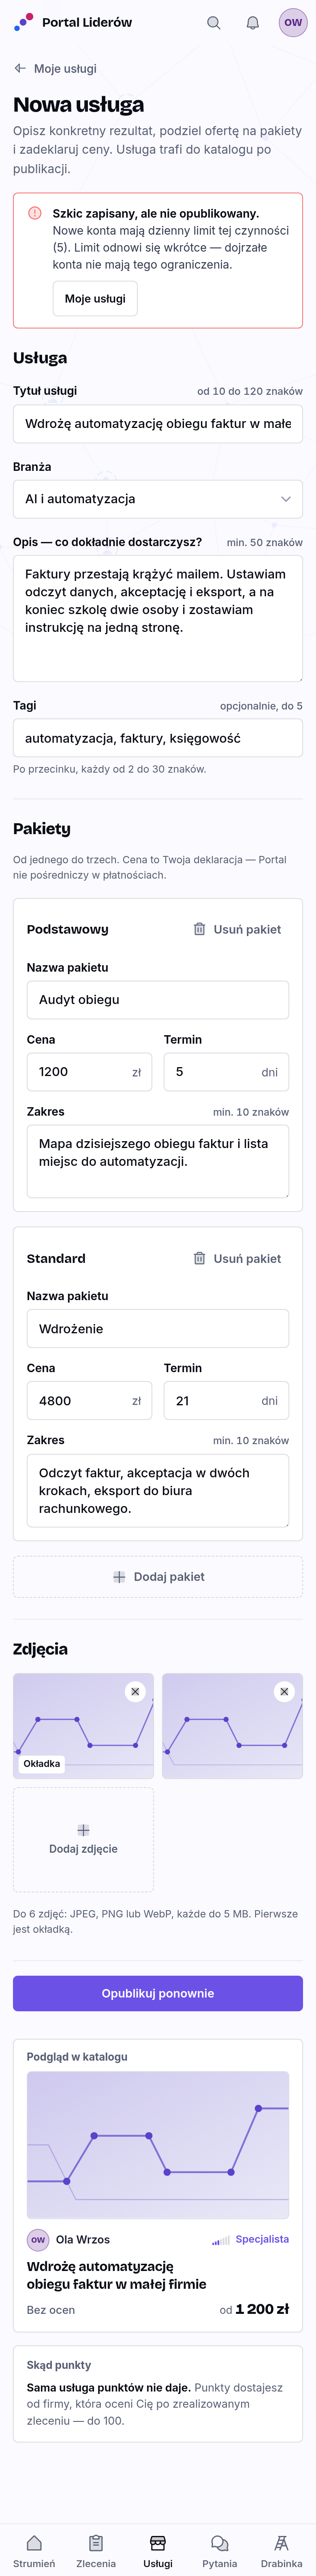 Portal Liderów
OW
Moje usługi
Nowa usługa
Opisz konkretny rezultat, podziel ofertę na pakiety
i zadeklaruj ceny. Usługa trafi do katalogu po
publikacji.
Szkic zapisany, ale nie opublikowany.
Nowe konta mają dzienny limit tej czynności
(5). Limit odnowi się wkrótce — dojrzałe
konta nie mają tego ograniczenia.
Moje usługi
Usługa
Tytuł usługi od 10 do 120 znaków
Wdrożę automatyzację obiegu faktur w małe
Branża
AI i automatyzacja
Opis — co dokładnie dostarczysz? min. 50 znaków
Faktury przestają krążyć mailem. Ustawiam
odczyt danych, akceptację i eksport, a na
koniec szkolę dwie osoby i zostawiam
instrukcję na jedną stronę.
Tagi opcjonalnie, do 5
automatyzacja, faktury, księgowość
Po przecinku, każdy od 2 do 30 znaków.
Pakiety
Od jednego do trzech. Cena to Twoja deklaracja — Portal
nie pośredniczy w płatnościach.
Podstawowy Usuń pakiet
Nazwa pakietu
Audyt obiegu
Cena Termin
1200 zł 5 dni
Zakres min. 10 znaków
Mapa dzisiejszego obiegu faktur i lista
miejsc do automatyzacji.
Standard Usuń pakiet
Nazwa pakietu
Wdrożenie
Cena Termin
4800 zł 21 dni
Zakres min. 10 znaków
Odczyt faktur, akceptacja w dwóch
krokach, eksport do biura
rachunkowego.
Dodaj pakiet
Zdjęcia
Okładka
Dodaj zdjęcie
Do 6 zdjęć: JPEG, PNG lub WebP, każde do 5 MB. Pierwsze
jest okładką.
Opublikuj ponownie
Podgląd w katalogu
OW Ola Wrzos Specjalista
Wdrożę automatyzację
obiegu faktur w małej firmie
Bez ocen od 1 200 zł
Skąd punkty
Sama usługa punktów nie daje. Punkty dostajesz
od firmy, która oceni Cię po zrealizowanym
zleceniu — do 100.
Strumień Zlecenia Usługi Pytania Drabinka